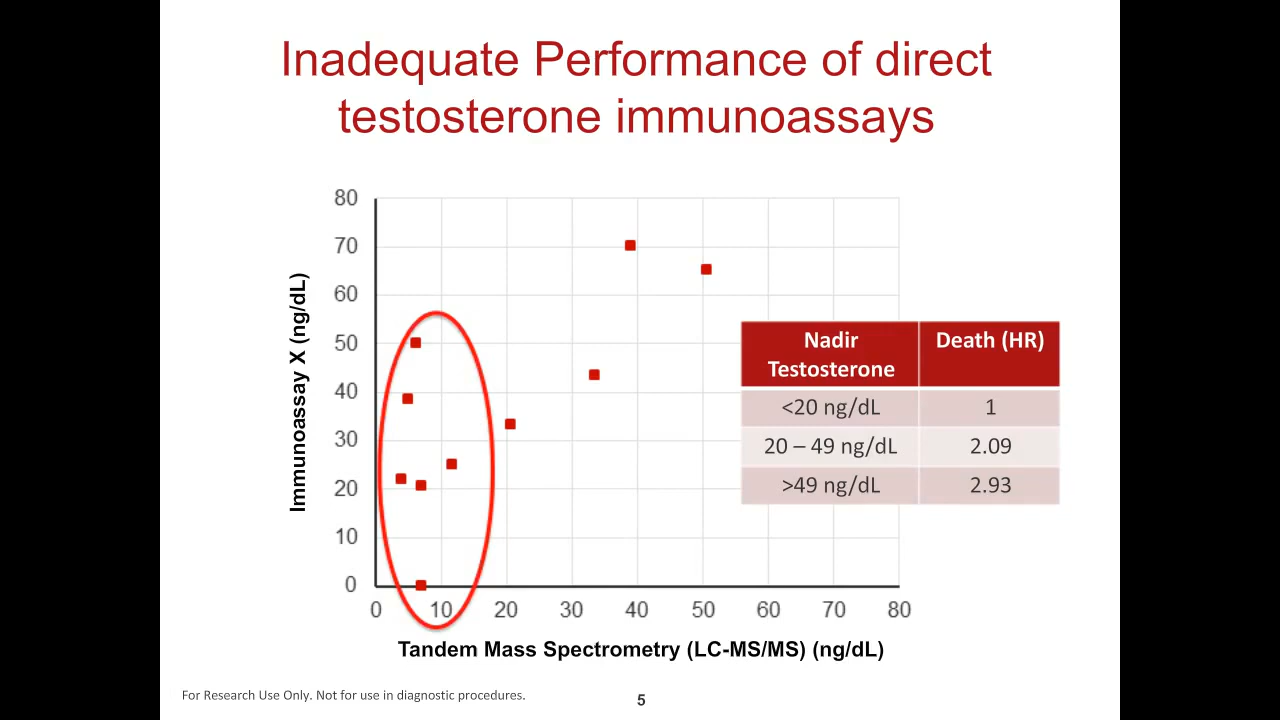 Inadequate Performance of direct
testosterone immunoassays
80
70
60
50
40
30
20
10
0
Immunoassay X (ng/dL)
0 10 20 30 40 50 60 70 80
Tandem Mass Spectrometry (LC-MS/MS) (ng/dL)
Nadir
Testosterone
Death (HR)
<20 ng/dL 1
20 – 49 ng/dL 2.09
>49 ng/dL 2.93
For Research Use Only. Not for use in diagnostic procedures.
5